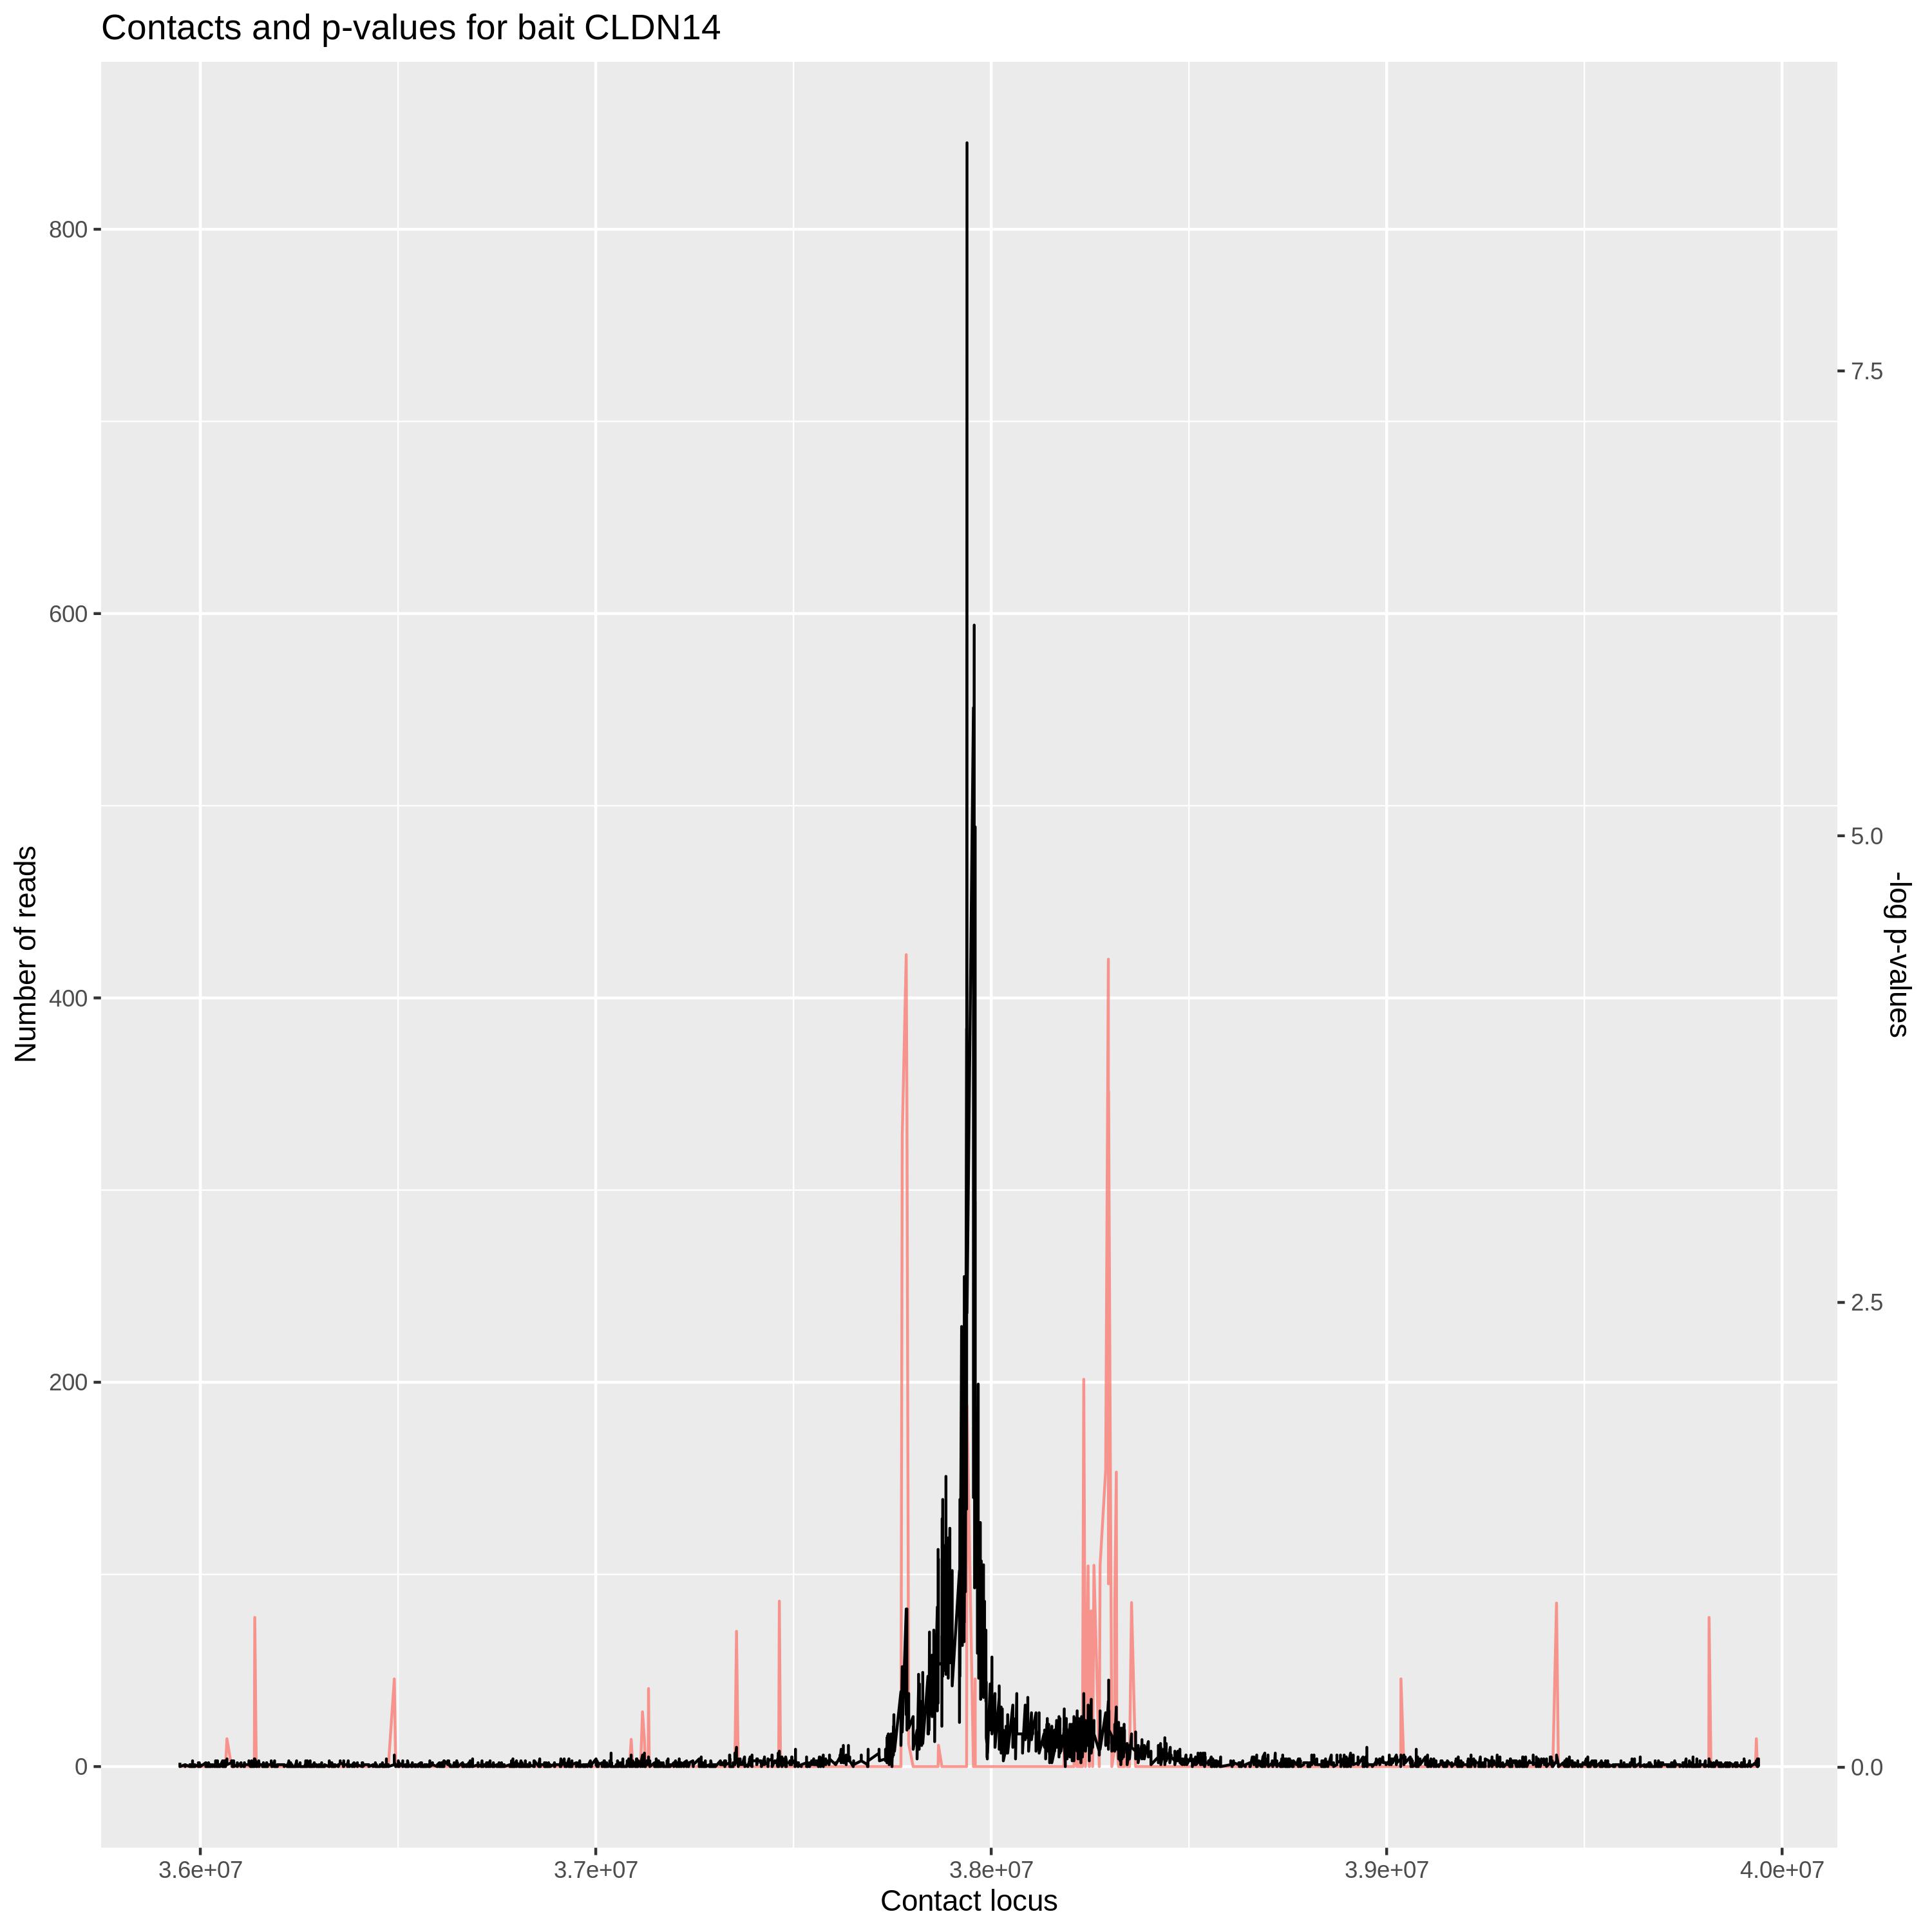 Contacts and p-values for bait CLDN14
Number of reads
800
600
400
200
0
7.5
5.0
2.5
0.0
-log p-values
3.6e+07
3.7e+07
3.8e+07
3.9e+07
4.0e+07
Contact locus